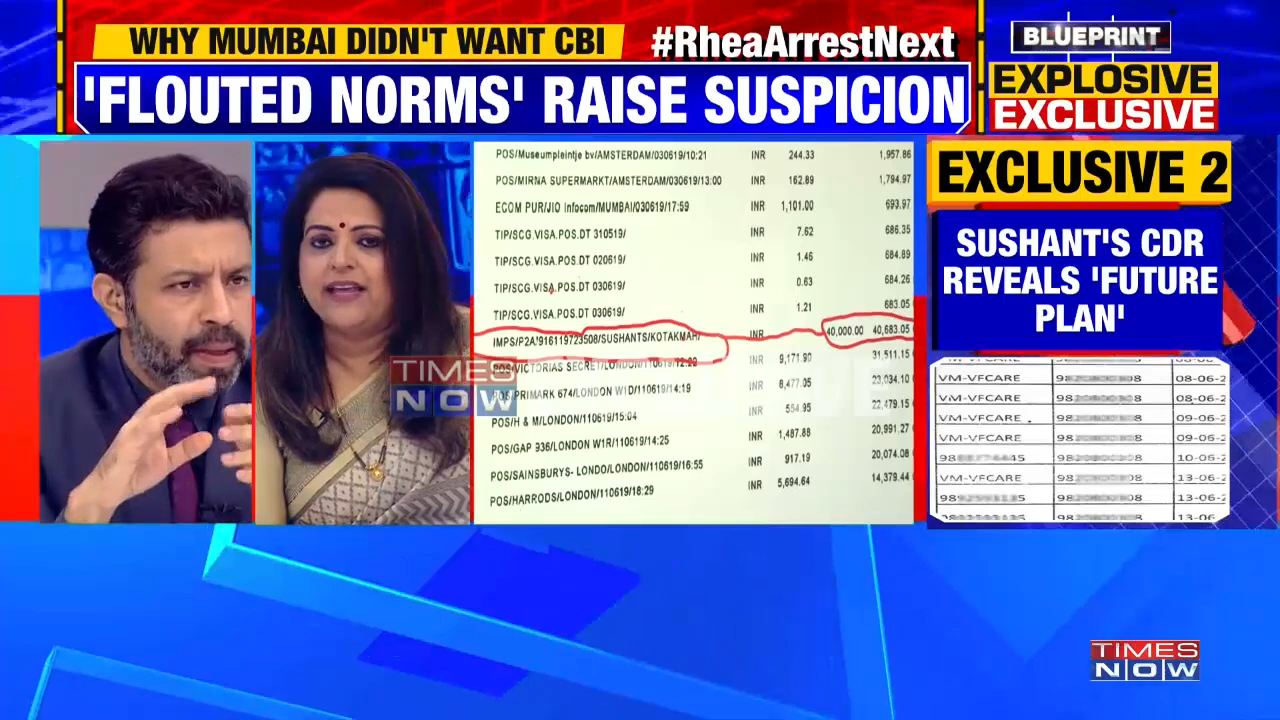 WHY MUMBAI DIDN'T WANT CBI
#RheaArrestNext
'FLOUTED NORMS' RAISE SUSPICION
BLUEPRINT
EXPLOSIVE
EXCLUSIVE
POS/Museumpleintje bv/AMSTERDAM/030619/10:21 INR 244.33 1,957.86
POS/MIRNA SUPERMARKT/AMSTERDAM/030619/13:00 INR 162.89 1,794.97
ECOM PUR/JIO Infocom/MUMBAI/030619/17:59 INR 1,101.00 693.97
TIP/SCG.VISA.POS.DT 310519/ INR 7.62 686.35
TIP/SCG.VISA.POS.DT 020619/ INR 1.46 684.89
TIP/SCG.VISA.POS.DT 030619/ INR 0.63 684.26
TIP/SCG.VISA.POS.DT 030619/ INR 1.21 683.05
IMPS/P2A/916119723508/SUSHANTS/KOTAKMAH/ INR 40,000.00 40,683.05
POS/VICTORIAS SECRET/LONDON/110619/ INR 9,171.90 31,511.15
POS/PRIMARK 674/LONDON W1D/110619/14:19 INR 8,477.05 23,034.10
POS/H & M/LONDON/110619/15:04 INR 554.95 22,479.15
POS/GAP 936/LONDON W1R/110619/14:25 INR 1,487.88 20,991.27
POS/SAINSBURYS- LONDO/LONDON/110619/16:55 INR 917.19 20,074.08
POS/HARRODS/LONDON/110619/18:29 INR 5,694.64 14,379.44
TIMES
NOW
EXCLUSIVE 2
SUSHANT'S CDR
REVEALS 'FUTURE
PLAN'
VM-VFCARE 08-06-2
VM-VFCARE 08-06-2
VM-VFCARE 09-06-2
VM-VFCARE 09-06-2
10-06-2
VM-VFCARE 13-06-2
13-06-2
13-06
TIMES
NOW